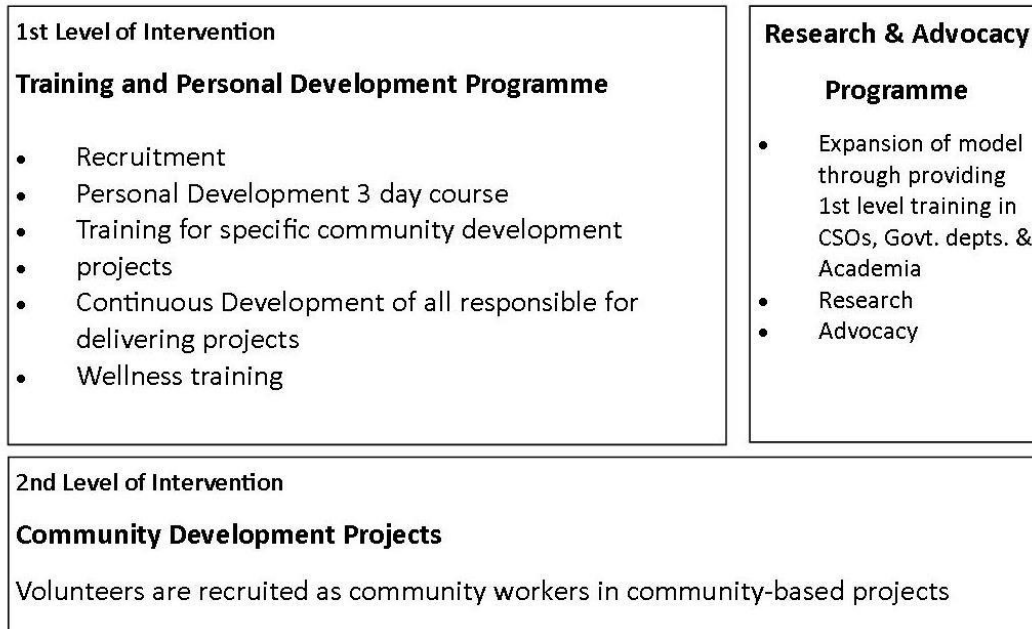 1st Level of Intervention
Training and Personal Development Programme
• Recruitment
• Personal Development 3 day course
• Training for specific community development
• projects
• Continuous Development of all responsible for
delivering projects
• Wellness training
Research & Advocacy
Programme
• Expansion of model
through providing
1st level training in
CSOs, Govt. depts. &
Academia
• Research
• Advocacy
2nd Level of Intervention
Community Development Projects
Volunteers are recruited as community workers in community-based projects